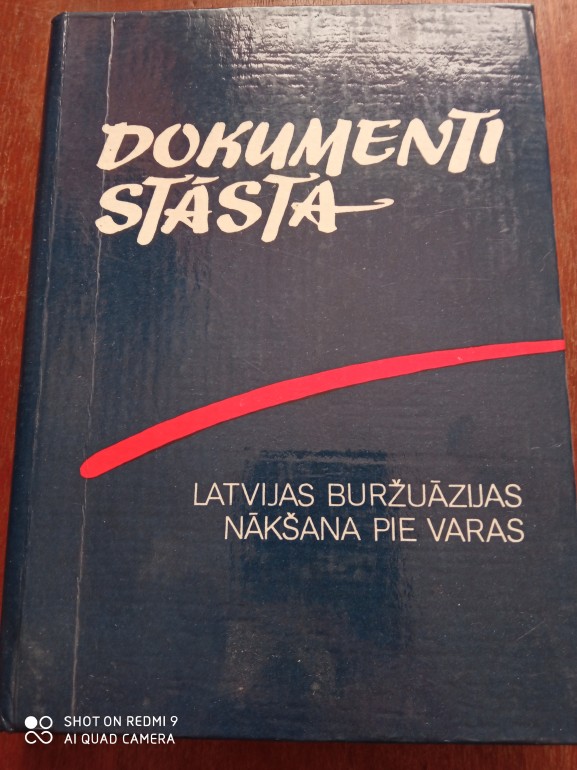 DOKUMENTI
STĀSTA
LATVIJAS BURŽUĀZIJAS
NĀKŠANA PIE VARAS
SHOT ON REDMI 9
AI QUAD CAMERA